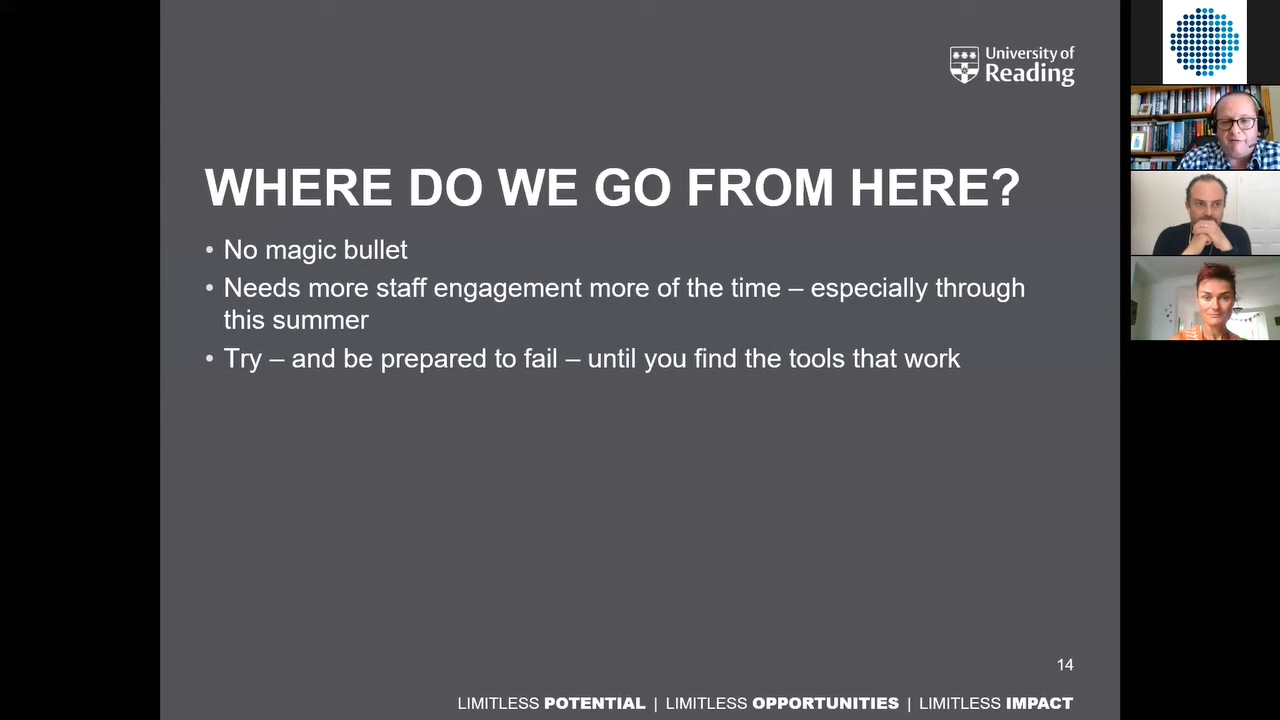 University of
Reading
WHERE DO WE GO FROM HERE?
• No magic bullet
• Needs more staff engagement more of the time – especially through
this summer
• Try – and be prepared to fail – until you find the tools that work
14
LIMITLESS POTENTIAL | LIMITLESS OPPORTUNITIES | LIMITLESS IMPACT